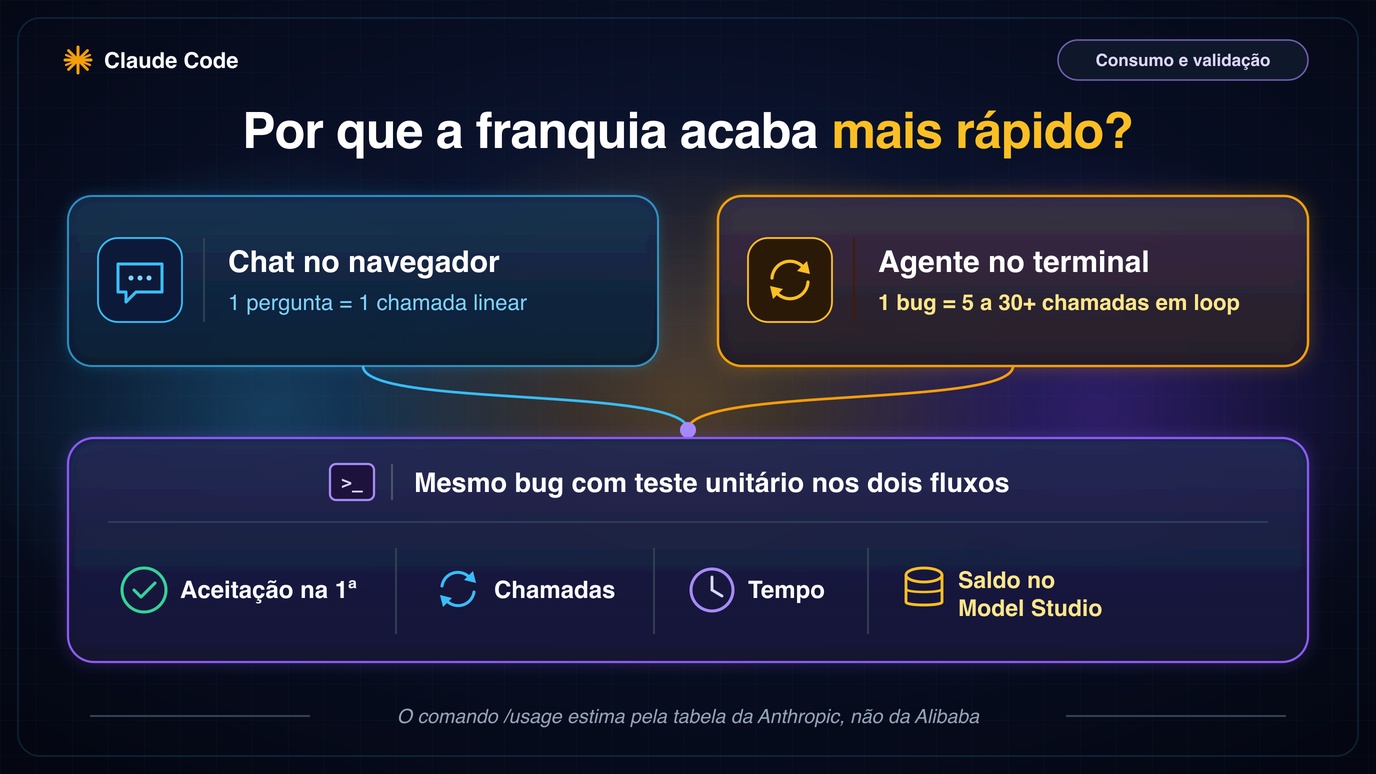 Claude Code
Consumo e validação
Por que a franquia acaba mais rápido?
Chat no navegador
1 pergunta = 1 chamada linear
Agente no terminal
1 bug = 5 a 30+ chamadas em loop
>_
Mesmo bug com teste unitário nos dois fluxos
Aceitação na 1ª
Chamadas
Tempo
Saldo no
Model Studio
O comando /usage estima pela tabela da Anthropic, não da Alibaba